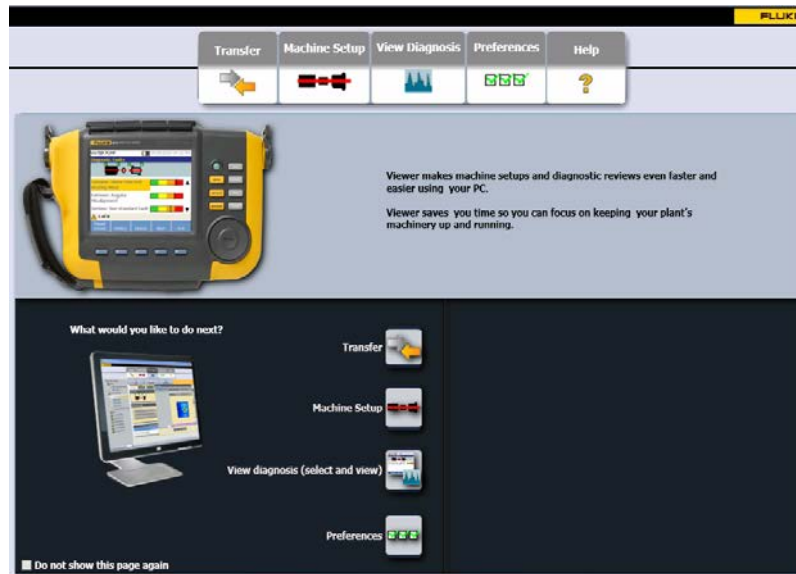 FLUKE
Transfer
Machine Setup
View Diagnosis
Preferences
Help
Viewer makes machine setups and diagnostic reviews even faster and
easier using your PC.
Viewer saves you time so you can focus on keeping your plant's
machinery up and running.
What would you like to do next?
Transfer
Machine Setup
View diagnosis (select and view)
Preferences
Do not show this page again